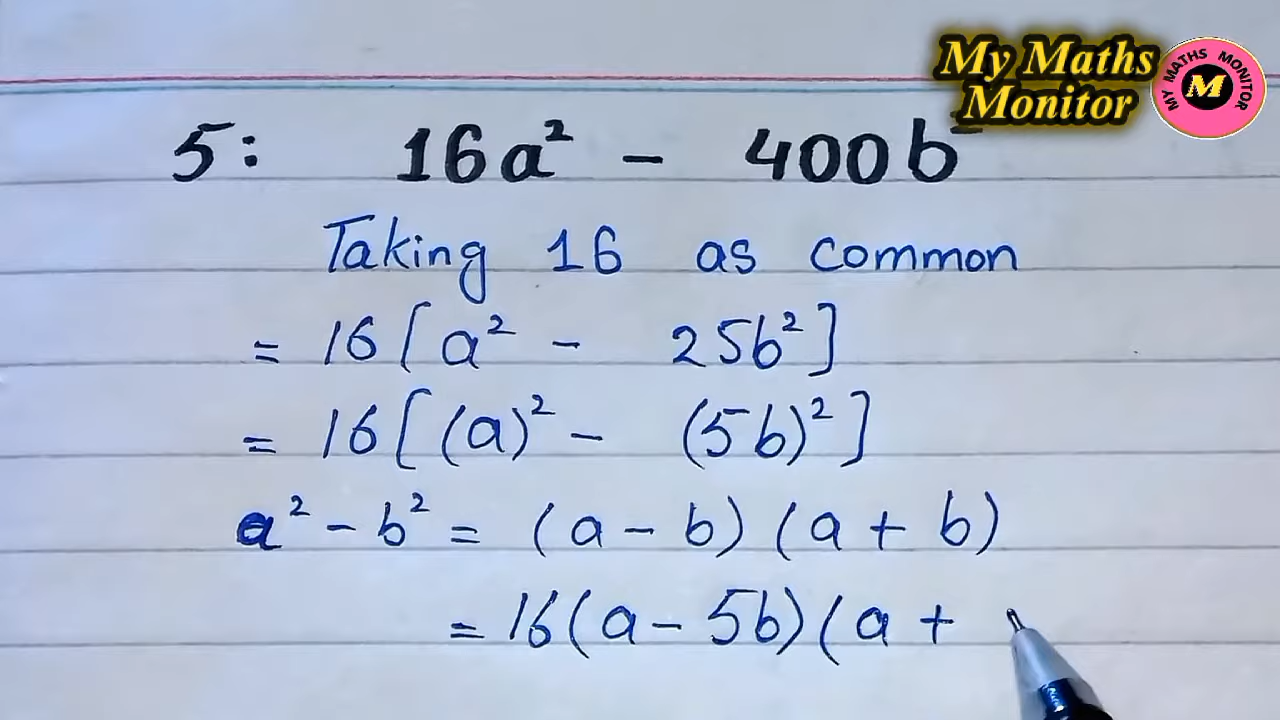 My Maths
Monitor
MY MATHS MONITOR
M
5: 16a² - 400b²
Taking 16 as common
= 16[a² - 25b²]
= 16[(a)² - (5b)²]
a² - b² = (a - b) (a + b)
= 16(a - 5b)(a +